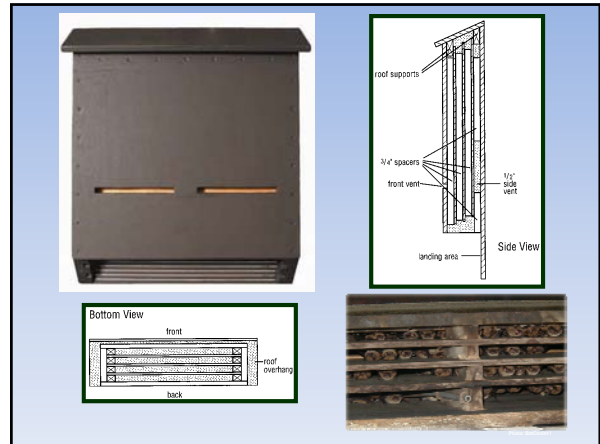 roof supports
3/4" spacers
front vent
1/2"
side
vent
Side View
landing area
Bottom View
front
roof
overhang
back